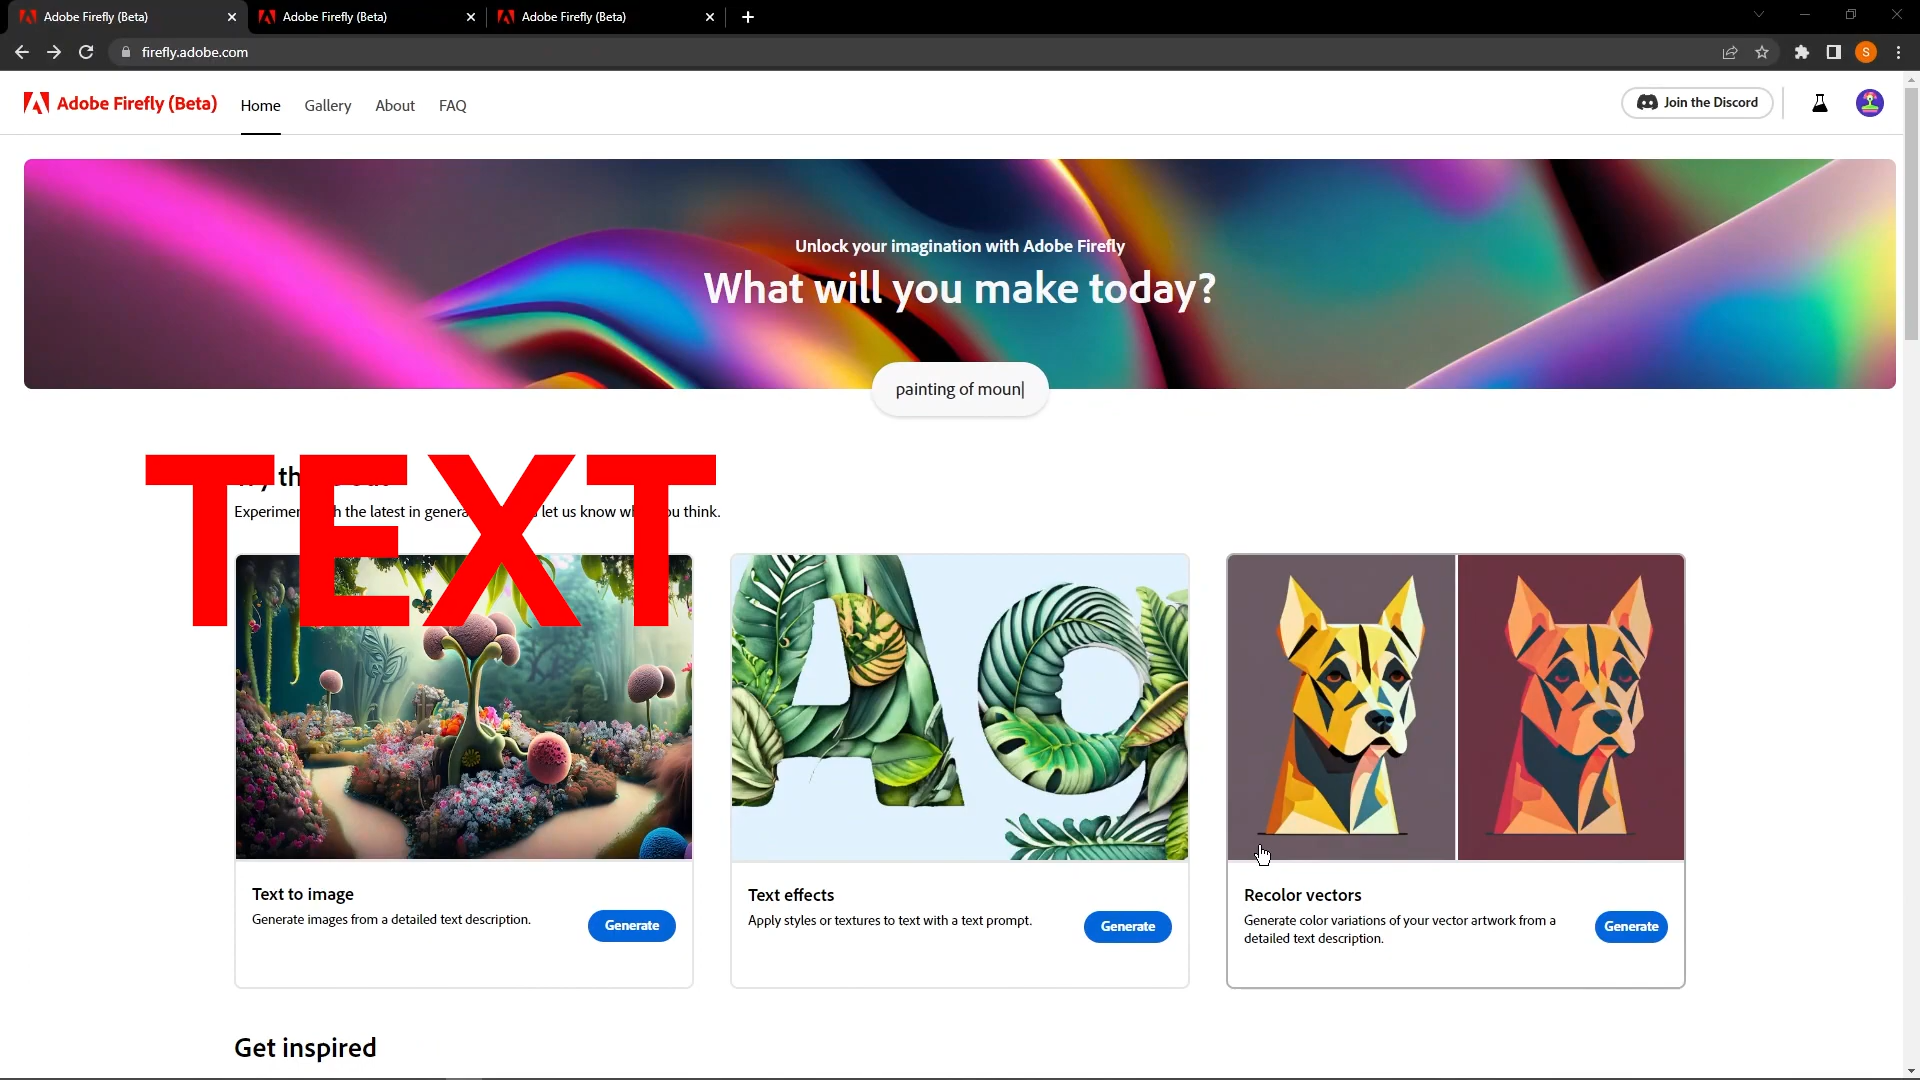 Adobe Firefly (Beta)
Adobe Firefly (Beta)
Adobe Firefly (Beta)
firefly.adobe.com
S
Adobe Firefly (Beta)
Home
Gallery
About
FAQ
Join the Discord
Unlock your imagination with Adobe Firefly
What will you make today?
painting of moun
TEXT
the latest in let us know think.
Ag
Text to image
Generate images from a detailed text description.
Generate
Text effects
Apply styles or textures to text with a text prompt.
Generate
Recolor vectors
Generate color variations of your vector artwork from a
detailed text description.
Generate
Get inspired